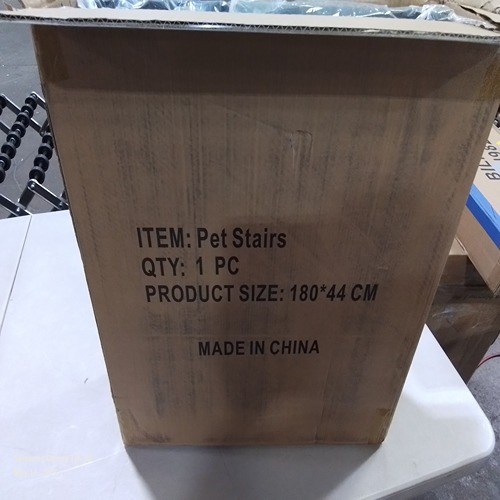 ITEM: Pet Stairs
QTY: 1 PC
PRODUCT SIZE: 180*44 CM
MADE IN CHINA